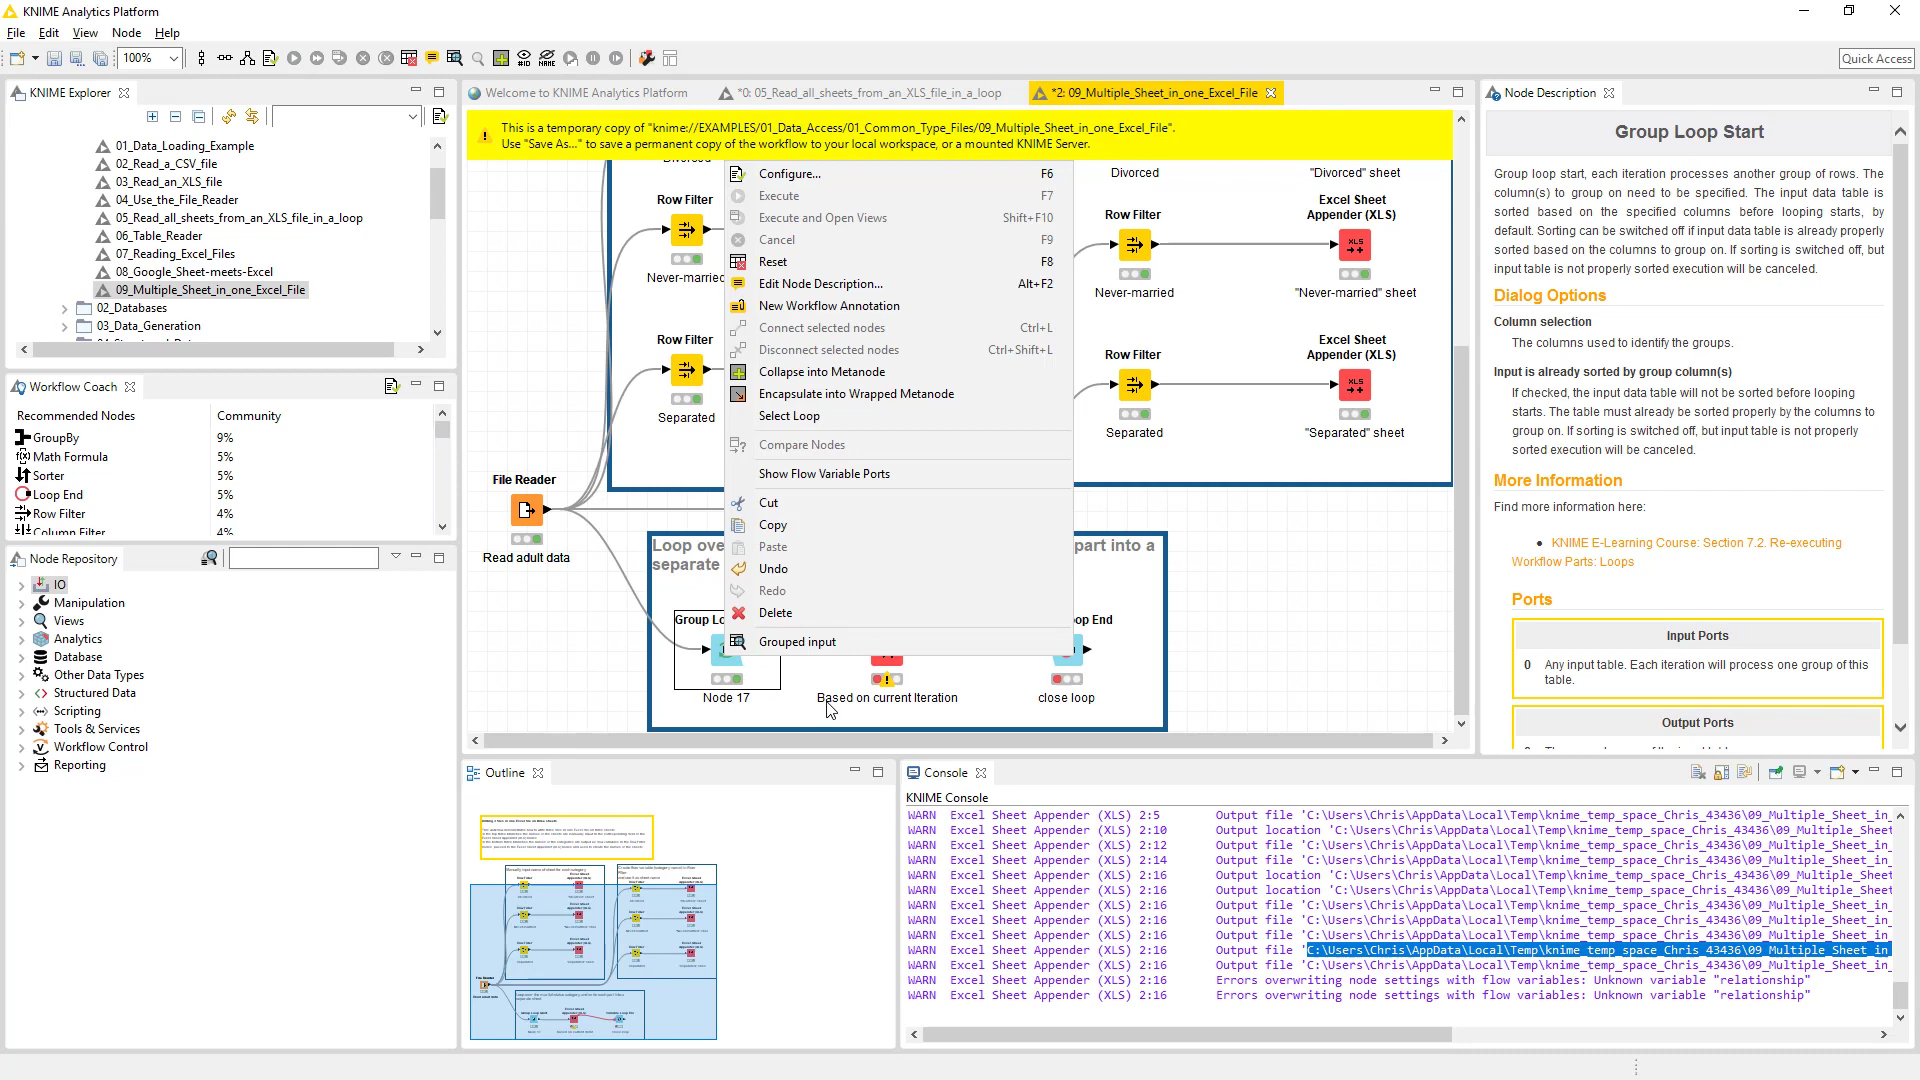 KNIME Analytics Platform
File Edit View Node Help
100%
Quick Access
KNIME Explorer
01_Data_Loading_Example
02_Read_a_CSV_file
03_Read_an_XLS_file
04_Use_the_File_Reader
05_Read_all_sheets_from_an_XLS_file_in_a_loop
06_Table_Reader
07_Reading_Excel_Files
08_Google_Sheet-meets-Excel
09_Multiple_Sheet_in_one_Excel_File
02_Databases
03_Data_Generation
Workflow Coach
Recommended Nodes Community
GroupBy 9%
Math Formula 5%
Sorter 5%
Loop End 5%
Row Filter 4%
Column Filter 4%
Node Repository
IO
Manipulation
Views
Analytics
Database
Other Data Types
Structured Data
Scripting
Tools & Services
Workflow Control
Reporting
Welcome to KNIME Analytics Platform
*0: 05_Read_all_sheets_from_an_XLS_file_in_a_loop
*2: 09_Multiple_Sheet_in_one_Excel_File
This is a temporary copy of "knime://EXAMPLES/01_Data_Access/01_Common_Type_Files/09_Multiple_Sheet_in_one_Excel_File".
Use "Save As..." to save a permanent copy of the workflow to your local workspace, or a mounted KNIME Server.
Divorced
Row Filter
Never-married
Row Filter
Separated
File Reader
Read adult data
Configure... F6
Execute F7
Execute and Open Views Shift+F10
Cancel F9
Reset F8
Edit Node Description... Alt+F2
New Workflow Annotation
Connect selected nodes Ctrl+L
Disconnect selected nodes Ctrl+Shift+L
Collapse into Metanode
Encapsulate into Wrapped Metanode
Select Loop
Compare Nodes
Show Flow Variable Ports
Cut
Copy
Paste
Undo
Redo
Delete
Grouped input
Divorced
"Divorced" sheet
Row Filter
Excel Sheet
Appender (XLS)
XLS
Never-married
"Never-married" sheet
Row Filter
Excel Sheet
Appender (XLS)
XLS
Separated
"Separated" sheet
Loop ove part into a
separate
Group Lo
op End
Node 17
Based on current Iteration
close loop
Node Description
Group Loop Start
Group loop start, each iteration processes another group of rows. The
column(s) to group on need to be specified. The input data table is
sorted based on the specified columns before looping starts, by
default. Sorting can be switched off if input data table is already properly
sorted based on the columns to group on. If sorting is switched off, but
input table is not properly sorted execution will be canceled.
Dialog Options
Column selection
The columns used to identify the groups.
Input is already sorted by group column(s)
If checked, the input data table will not be sorted before looping
starts. The table must already be sorted properly by the columns to
group on. If sorting is switched off, but input table is not properly
sorted execution will be canceled.
More Information
Find more information here:
KNIME E-Learning Course: Section 7.2. Re-executing
Workflow Parts: Loops
Ports
Input Ports
0 Any input table. Each iteration will process one group of this
table.
Output Ports
Outline
Console
KNIME Console
WARN Excel Sheet Appender (XLS) 2:5 Output file 'C:\Users\Chris\AppData\Local\Temp\knime_temp_space_Chris_43436\09_Multiple_Sheet_in_
WARN Excel Sheet Appender (XLS) 2:10 Output location 'C:\Users\Chris\AppData\Local\Temp\knime_temp_space_Chris_43436\09_Multiple_Shee
WARN Excel Sheet Appender (XLS) 2:12 Output file 'C:\Users\Chris\AppData\Local\Temp\knime_temp_space_Chris_43436\09_Multiple_Sheet_in_
WARN Excel Sheet Appender (XLS) 2:14 Output file 'C:\Users\Chris\AppData\Local\Temp\knime_temp_space_Chris_43436\09_Multiple_Sheet_in_
WARN Excel Sheet Appender (XLS) 2:16 Output location 'C:\Users\Chris\AppData\Local\Temp\knime_temp_space_Chris_43436\09_Multiple_Shee
WARN Excel Sheet Appender (XLS) 2:16 Output location 'C:\Users\Chris\AppData\Local\Temp\knime_temp_space_Chris_43436\09_Multiple_Shee
WARN Excel Sheet Appender (XLS) 2:16 Output file 'C:\Users\Chris\AppData\Local\Temp\knime_temp_space_Chris_43436\09_Multiple_Sheet_in_
WARN Excel Sheet Appender (XLS) 2:16 Output file 'C:\Users\Chris\AppData\Local\Temp\knime_temp_space_Chris_43436\09_Multiple_Sheet_in_
WARN Excel Sheet Appender (XLS) 2:16 Output file 'C:\Users\Chris\AppData\Local\Temp\knime_temp_space_Chris_43436\09_Multiple_Sheet_in_
WARN Excel Sheet Appender (XLS) 2:16 Output file 'C:\Users\Chris\AppData\Local\Temp\knime_temp_space_Chris_43436\09_Multiple_Sheet_in_
WARN Excel Sheet Appender (XLS) 2:16 Output file 'C:\Users\Chris\AppData\Local\Temp\knime_temp_space_Chris_43436\09_Multiple_Sheet_in_
WARN Excel Sheet Appender (XLS) 2:16 Errors overwriting node settings with flow variables: Unknown variable "relationship"
WARN Excel Sheet Appender (XLS) 2:16 Errors overwriting node settings with flow variables: Unknown variable "relationship"